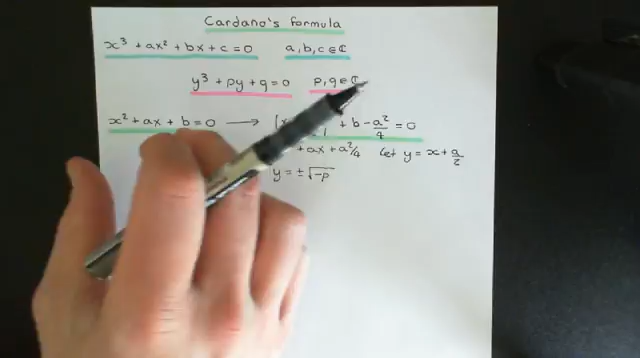 Cardano's formula
x³ + ax² + bx + c = 0 a, b, c ∈ ℂ
y³ + py + q = 0 p, q ∈ ℂ
x² + ax + b = 0 → (x + b - a²/4 = 0
+ ax + a²/4 Let y = x + a/2
y = ± √-p